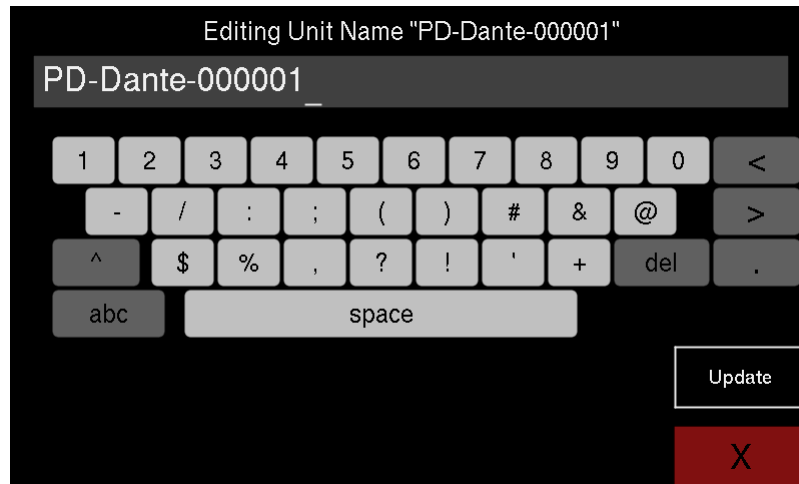 Editing Unit Name "PD-Dante-000001"
PD-Dante-000001_
1 2 3 4 5 6 7 8 9 0 <
- / : ; ( ) # & @ >
^ $ % , ? ! ' + del .
abc space
Update
X